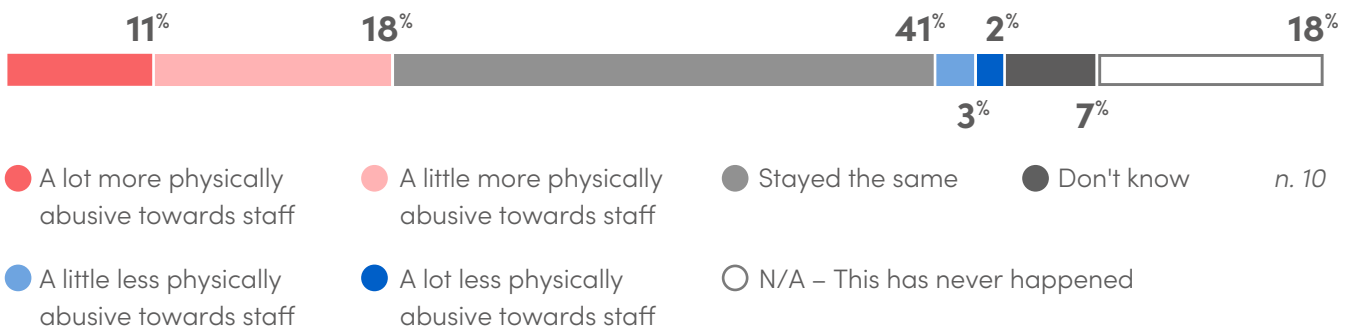 11% 18% 41% 2% 18%
3% 7%
A lot more physically
abusive towards staff
A little more physically
abusive towards staff
Stayed the same
Don't know
n. 10
A little less physically
abusive towards staff
A lot less physically
abusive towards staff
N/A – This has never happened